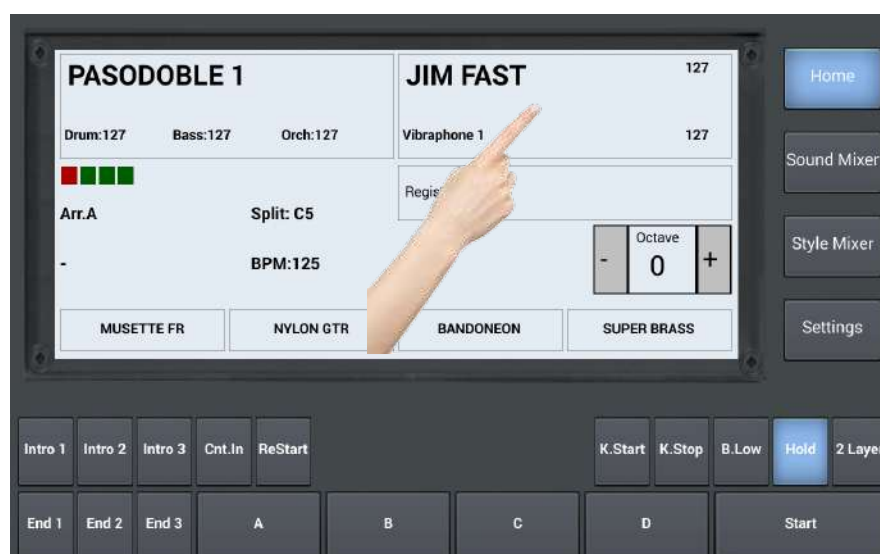 PASODOBLE 1
Drum:127 Bass:127 Orch:127
JIM FAST 127
Vibraphone 1 127
Arr.A Split: C5
- BPM:125
Octave
- 0 +
MUSETTE FR NYLON GTR BANDONEON SUPER BRASS
Home
Sound Mixer
Style Mixer
Settings
Intro 1 Intro 2 Intro 3 Cnt.In ReStart K.Start K.Stop B.Low Hold 2 Laye
End 1 End 2 End 3 A B C D Start